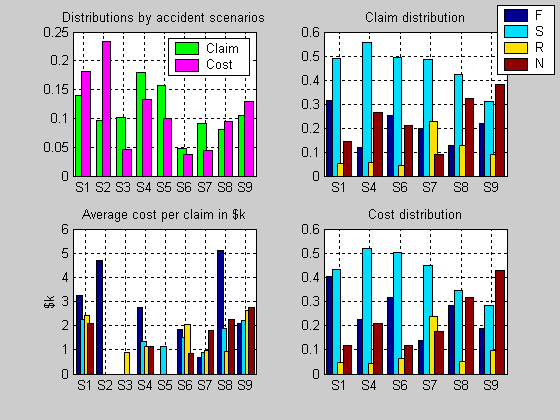 Distributions by accident scenarios
0.25
0.2
0.15
0.1
0.05
0
Claim
Cost
S1 S2 S3 S4 S5 S6 S7 S8 S9
Claim distribution
0.6
0.5
0.4
0.3
0.2
0.1
0
F
S
R
N
S1 S4 S6 S7 S8 S9
Average cost per claim in $k
6
5
4
3
2
1
0
$k
S1 S2 S3 S4 S5 S6 S7 S8 S9
Cost distribution
0.6
0.5
0.4
0.3
0.2
0.1
0
S1 S4 S6 S7 S8 S9